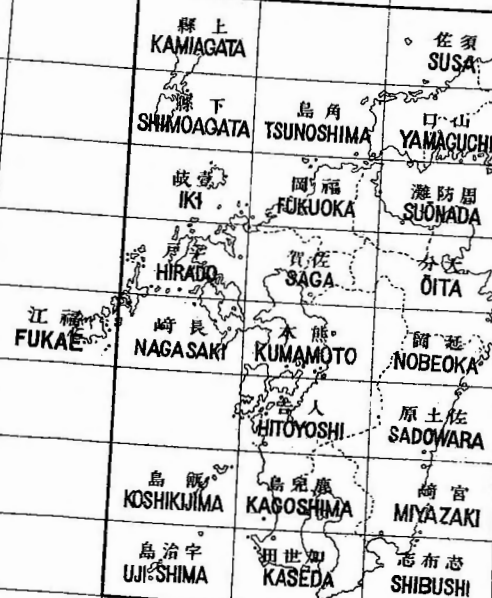 上縣
KAMIAGATA
須佐
SUSA
下縣
SHIMOAGATA
角島
TSUNOSHIMA
山口
YAMAGUCHI
壹岐
IKI
福岡
FUKUOKA
周防灘
SUŌNADA
平戸
HIRADO
佐賀
SAGA
大分
ŌITA
福江
FUKAE
長崎
NAGASAKI
熊本
KUMAMOTO
延岡
NOBEOKA
人吉
HITOYOSHI
佐土原
SADOWARA
甑島
KOSHIKIJIMA
鹿兒島
KAGOSHIMA
宮崎
MIYAZAKI
宇治島
UJI SHIMA
加世田
KASEDA
志布志
SHIBUSHI